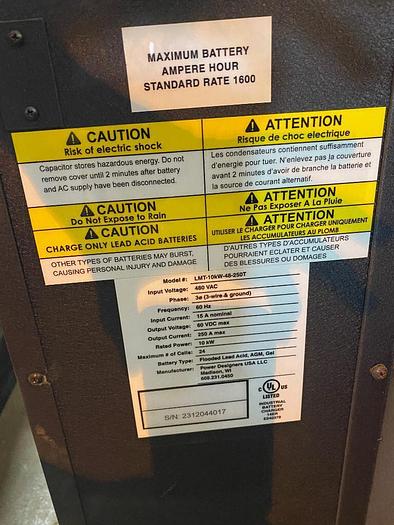 MAXIMUM BATTERY
AMPERE HOUR
STANDARD RATE 1600
CAUTION
Risk of electric shock
Capacitor stores hazardous energy. Do not
remove cover until 2 minutes after battery
and AC supply have been disconnected.
ATTENTION
Risque de choc electrique
Les condensateurs contiennent suffisamment
d'energie pour tuer. N'enlevez pas la couverture
avant 2 minutes d'avoir de branche la batterie et
la source de courant alternatif.
CAUTION
Do Not Expose to Rain
ATTENTION
Ne Pas Exposer A La Pluie
CAUTION
CHARGE ONLY LEAD ACID BATTERIES
OTHER TYPES OF BATTERIES MAY BURST,
CAUSING PERSONAL INJURY AND DAMAGE
ATTENTION
UTILISER LE CHARGER POUR CHARGER UNIQUEMENT
LES ACCUMULATEURS AU PLOMB
D'AUTRES TYPES D'ACCUMULATEURS
POURRAIENT ECLATER ET CAUSER
DES BLESSURES OU DOMAGES
Model #: LMT-10kW-48-250T
Input Voltage: 480 VAC
Phase: 3ø (3-wire & ground)
Frequency: 60 Hz
Input Current: 15 A nominal
Output Voltage: 60 VDC max
Output Current: 250 A max
Rated Power: 10 kW
Maximum # of Cells: 24
Battery Type: Flooded Lead Acid, AGM, Gel
Manufacturer: Power Designers USA LLC
Madison, WI
608.231.0450
S/N: 2312044017
C UL US
LISTED
INDUSTRIAL
BATTERY
CHARGER